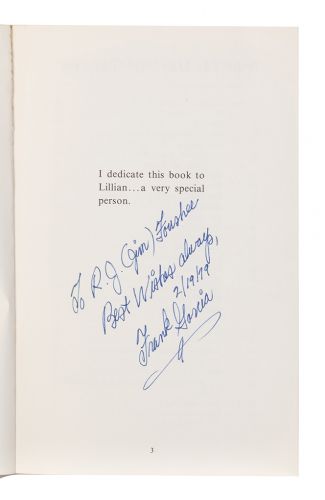 I dedicate this book to
Lillian...a very special
person.
To R.J. (Jim) Foushee
Best Wishes always,
2/19/79
Frank Garcia
3